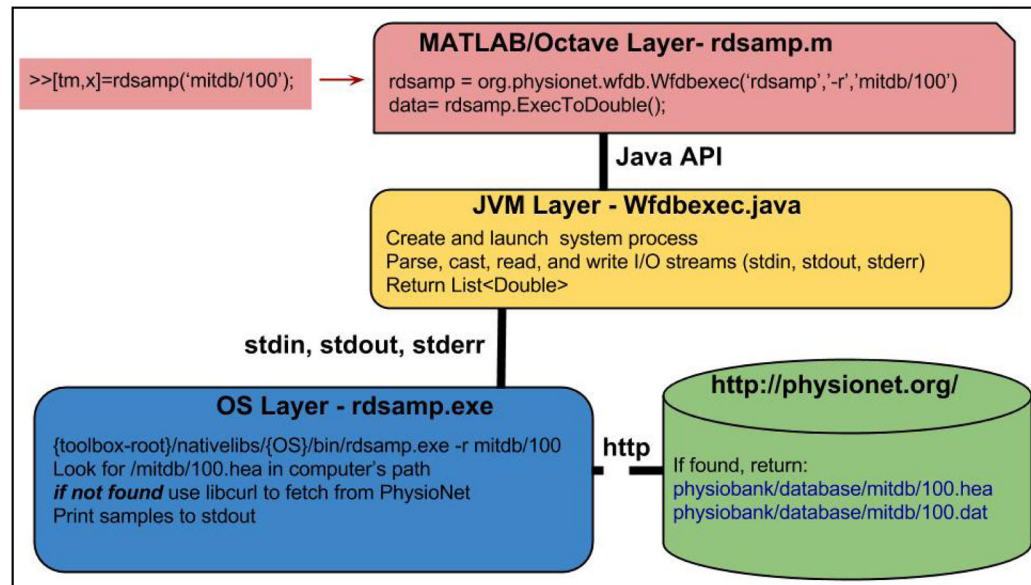 >>[tm,x]=rdsamp(‘mitdb/100’);
MATLAB/Octave Layer- rdsamp.m
rdsamp = org.physionet.wfdb.Wfdbexec(‘rdsamp’,’-r’,’mitdb/100’)
data= rdsamp.ExecToDouble();
Java API
JVM Layer - Wfdbexec.java
Create and launch  system process
Parse, cast, read, and write I/O streams (stdin, stdout, stderr)
Return List<Double>
stdin, stdout, stderr
OS Layer - rdsamp.exe
{toolbox-root}/nativelibs/{OS}/bin/rdsamp.exe -r mitdb/100
Look for /mitdb/100.hea in computer’s path
if not found use libcurl to fetch from PhysioNet
Print samples to stdout
http
http://physionet.org/
If found, return:
physiobank/database/mitdb/100.hea
physiobank/database/mitdb/100.dat